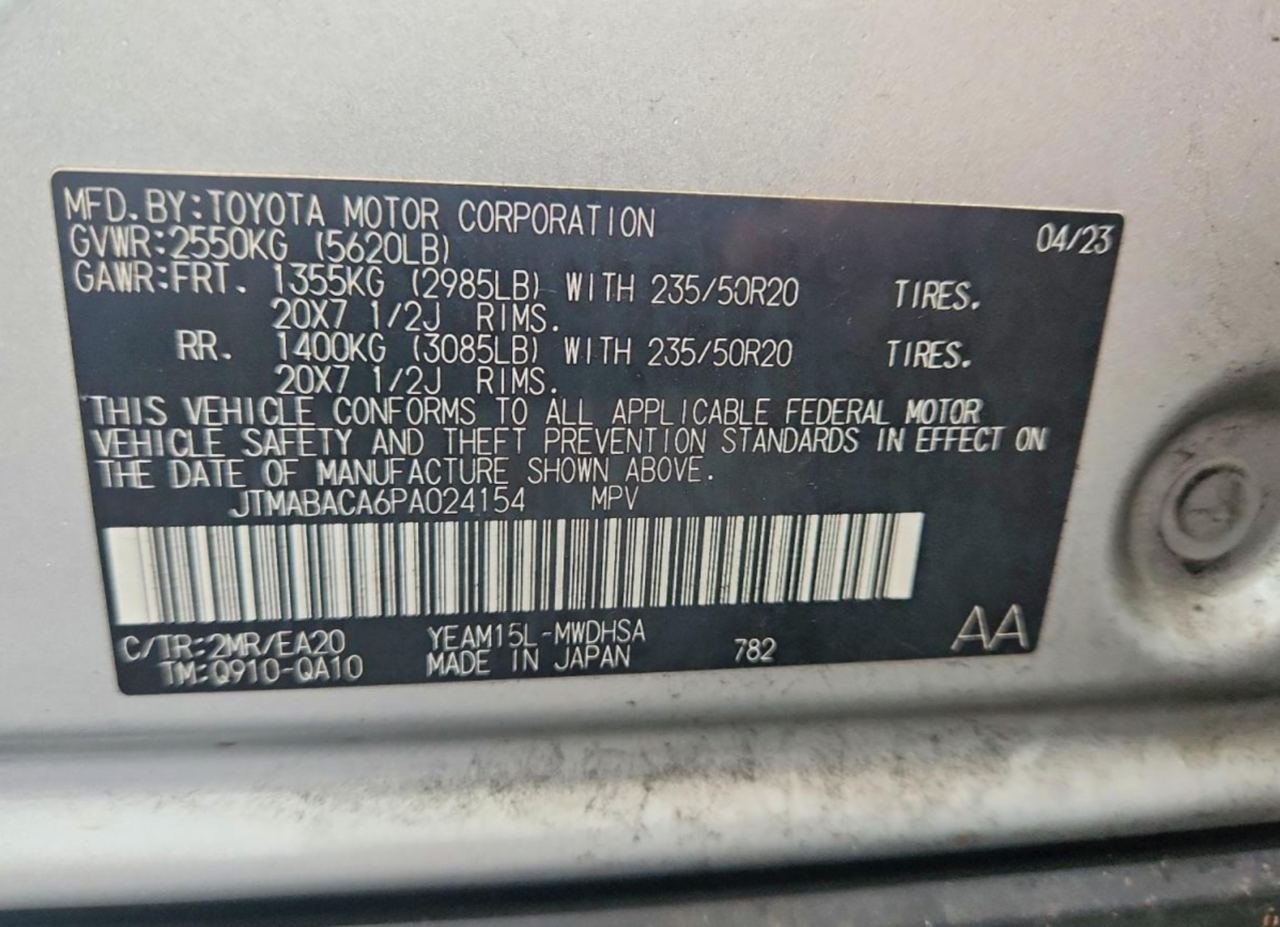 MFD. BY:TOYOTA MOTOR CORPORATION 04/23
GVWR:2550KG (5620LB)
GAWR:FRT. 1355KG (2985LB) WITH 235/50R20 TIRES.
20X7 1/2J RIMS.
RR. 1400KG (3085LB) WITH 235/50R20 TIRES.
20X7 1/2J RIMS.
THIS VEHICLE CONFORMS TO ALL APPLICABLE FEDERAL MOTOR
VEHICLE SAFETY AND THEFT PREVENTION STANDARDS IN EFFECT ON
THE DATE OF MANUFACTURE SHOWN ABOVE.
JTMABACA6PA024154 MPV
C/TR:2MR/EA20 YEAM15L-MWDHSA 782 AA
TM:Q910-QA10 MADE IN JAPAN